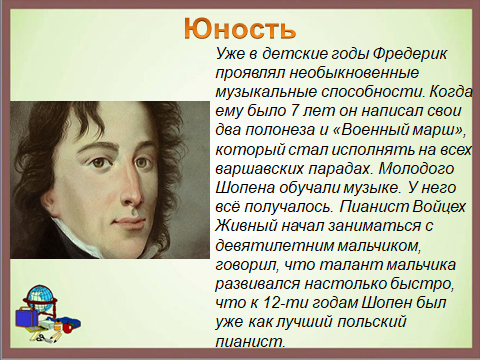 Юность
Уже в детские годы Фредерик
проявлял необыкновенные
музыкальные способности. Когда
ему было 7 лет он написал свои
два полонеза и «Военный марш»,
который стал исполнять на всех
варшавских парадах. Молодого
Шопена обучали музыке. У него
всё получалось. Пианист Войцех
Живный начал заниматься с
девятилетним мальчиком,
говорил, что талант мальчика
развивался настолько быстро,
что к 12-ти годам Шопен был
уже как лучший польский
пианист.